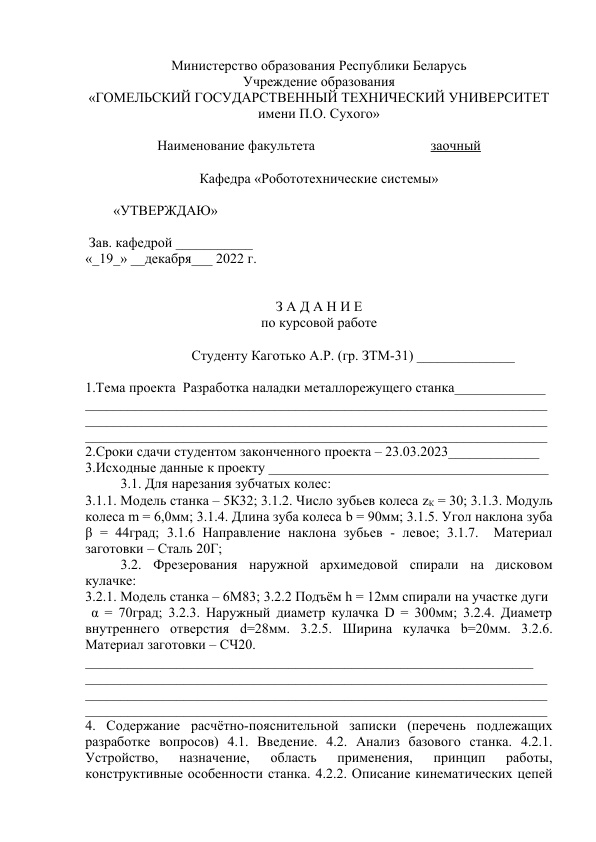 Министерство образования Республики Беларусь
Учреждение образования
«ГОМЕЛЬСКИЙ ГОСУДАРСТВЕННЫЙ ТЕХНИЧЕСКИЙ УНИВЕРСИТЕТ
имени П.О. Сухого»
Наименование факультета заочный
Кафедра «Робототехнические системы»
«УТВЕРЖДАЮ»
Зав. кафедрой ___________
«_19_» __декабря___ 2022 г.
З А Д А Н И Е
по курсовой работе
Студенту Каготько А.Р. (гр. ЗТМ-31) ______________
1.Тема проекта Разработка наладки металлорежущего станка_____________
__________________________________________________________________
__________________________________________________________________
__________________________________________________________________
2.Сроки сдачи студентом законченного проекта – 23.03.2023_____________
3.Исходные данные к проекту ________________________________________
3.1. Для нарезания зубчатых колес:
3.1.1. Модель станка – 5К32; 3.1.2. Число зубьев колеса zК = 30; 3.1.3. Модуль
колеса m = 6,0мм; 3.1.4. Длина зуба колеса b = 90мм; 3.1.5. Угол наклона зуба
β = 44град; 3.1.6 Направление наклона зубьев - левое; 3.1.7. Материал
заготовки – Сталь 20Г;
3.2. Фрезерования наружной архимедовой спирали на дисковом
кулачке:
3.2.1. Модель станка – 6М83; 3.2.2 Подъём h = 12мм спирали на участке дуги
α = 70град; 3.2.3. Наружный диаметр кулачка D = 300мм; 3.2.4. Диаметр
внутреннего отверстия d=28мм. 3.2.5. Ширина кулачка b=20мм. 3.2.6.
Материал заготовки – СЧ20.
________________________________________________________________
__________________________________________________________________
__________________________________________________________________
__________________________________________________________________
4. Содержание расчётно-пояснительной записки (перечень подлежащих
разработке вопросов) 4.1. Введение. 4.2. Анализ базового станка. 4.2.1.
Устройство, назначение, область применения, принцип работы,
конструктивные особенности станка. 4.2.2. Описание кинематических цепей